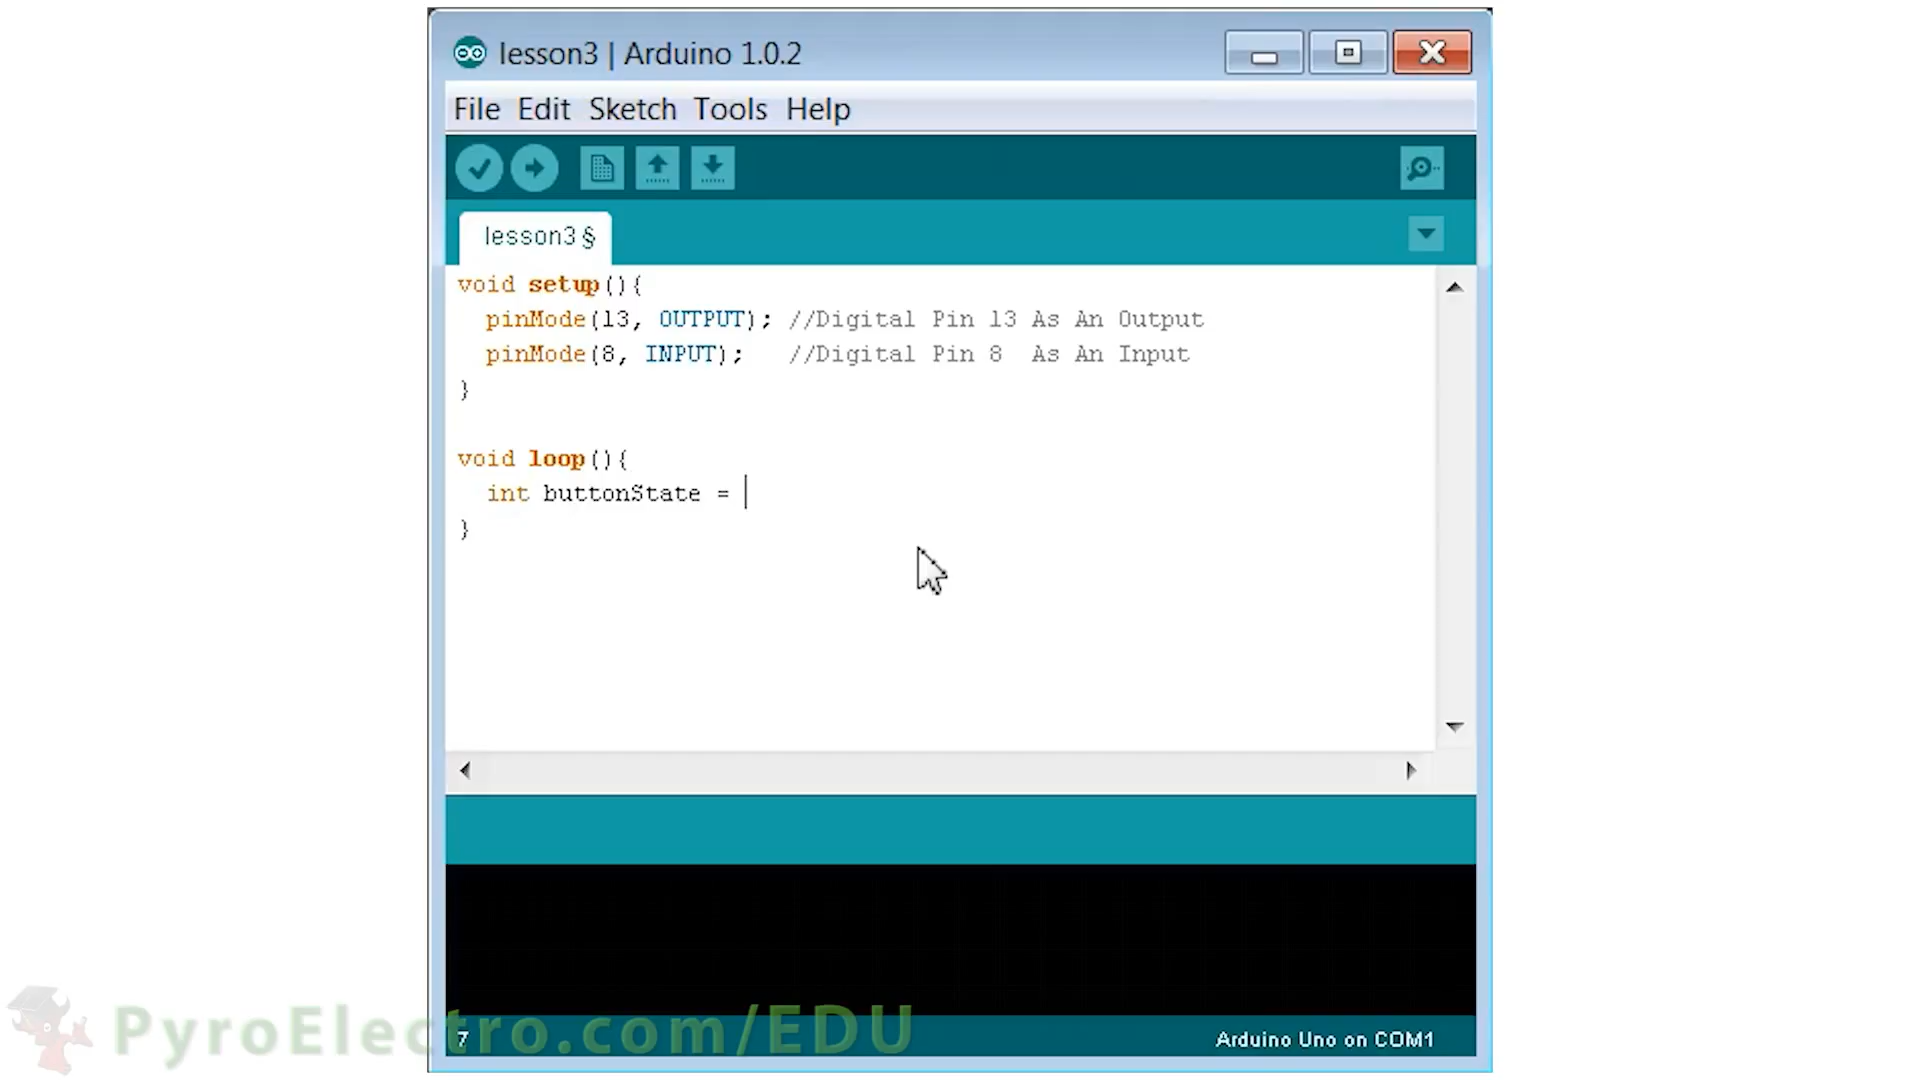 lesson3 | Arduino 1.0.2
File Edit Sketch Tools Help
lesson3 §
void setup(){
  pinMode(13, OUTPUT); //Digital Pin 13 As An Output
  pinMode(8, INPUT);   //Digital Pin 8  As An Input
}
void loop(){
  int buttonState =
}
PyroElectro.com/EDU
7
Arduino Uno on COM1